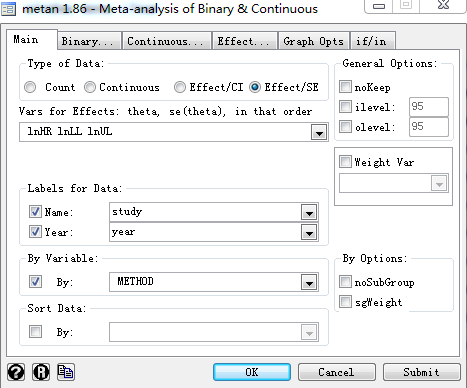 metan 1.86 - Meta-analysis of Binary & Continuous
Main Binary... Continuous... Effect... Graph Opts if/in
Type of Data:
Count Continuous Effect/CI Effect/SE
Vars for Effects: theta, se(theta), in that order
lnHR lnLL lnUL
General Options:
noKeep
ilevel: 95
olevel: 95
Weight Var
Labels for Data:
Name: study
Year: year
By Variable:
By: METHOD
By Options:
noSubGroup
sgWeight
Sort Data:
By:
? R OK Cancel Submit